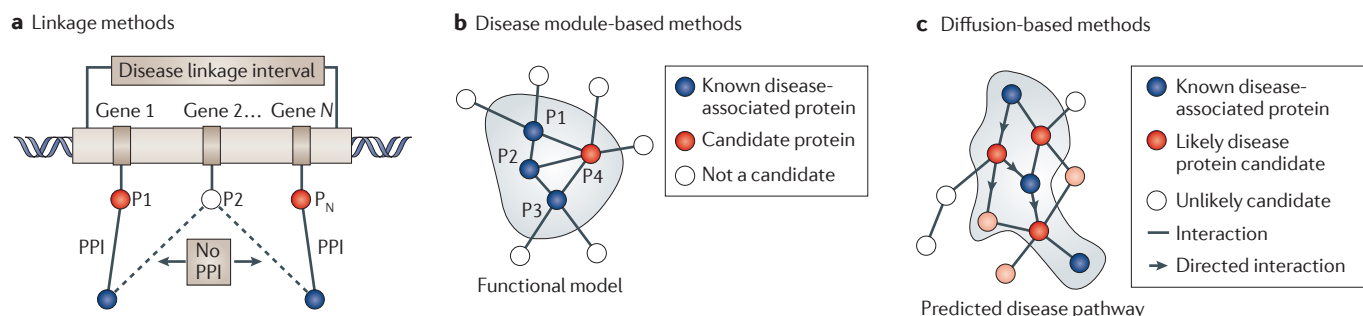 a Linkage methods
Disease linkage interval
Gene 1 Gene 2... Gene N
P1 P2 PN
PPI PPI
No
PPI
b Disease module-based methods
P1
P2
P4
P3
Functional model
Known disease-
associated protein
Candidate protein
Not a candidate
c Diffusion-based methods
Predicted disease pathway
Known disease-
associated protein
Likely disease
protein candidate
Unlikely candidate
Interaction
Directed interaction